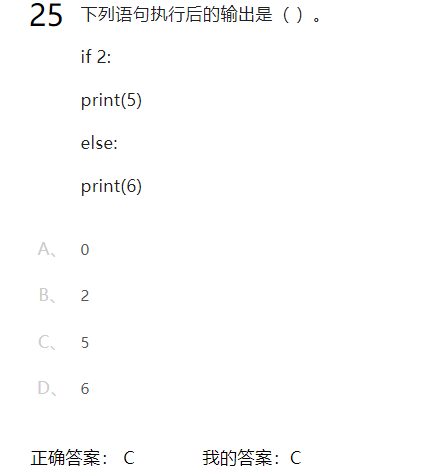 25 下列语句执行后的输出是（ ）。
if 2:
print(5)
else:
print(6)
A、 0
B、 2
C、 5
D、 6
正确答案： C 我的答案：C